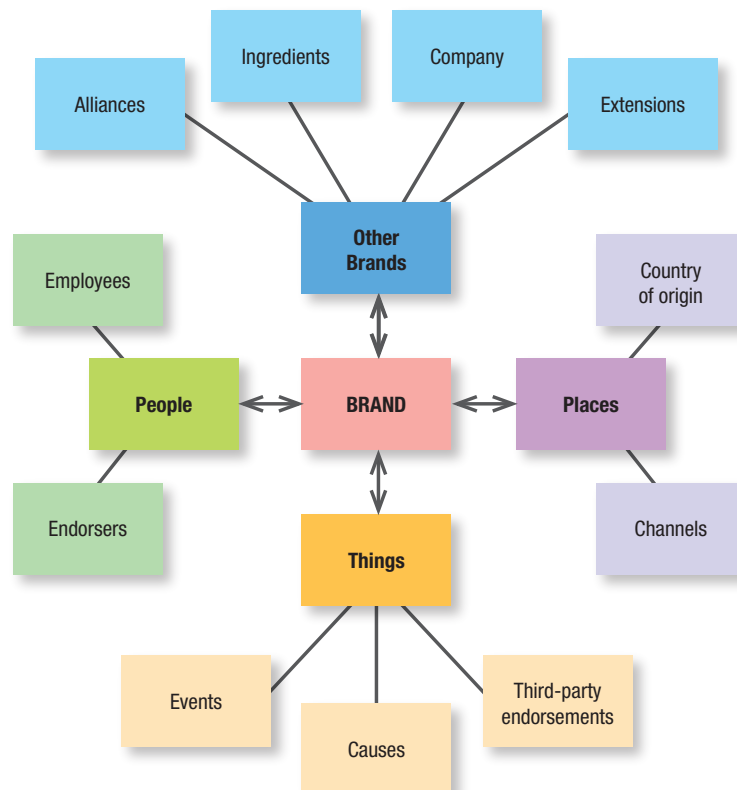 Ingredients
Company
Alliances
Extensions
Other
Brands
Employees
Country
of origin
People
BRAND
Places
Endorsers
Channels
Things
Events
Third-party
endorsements
Causes